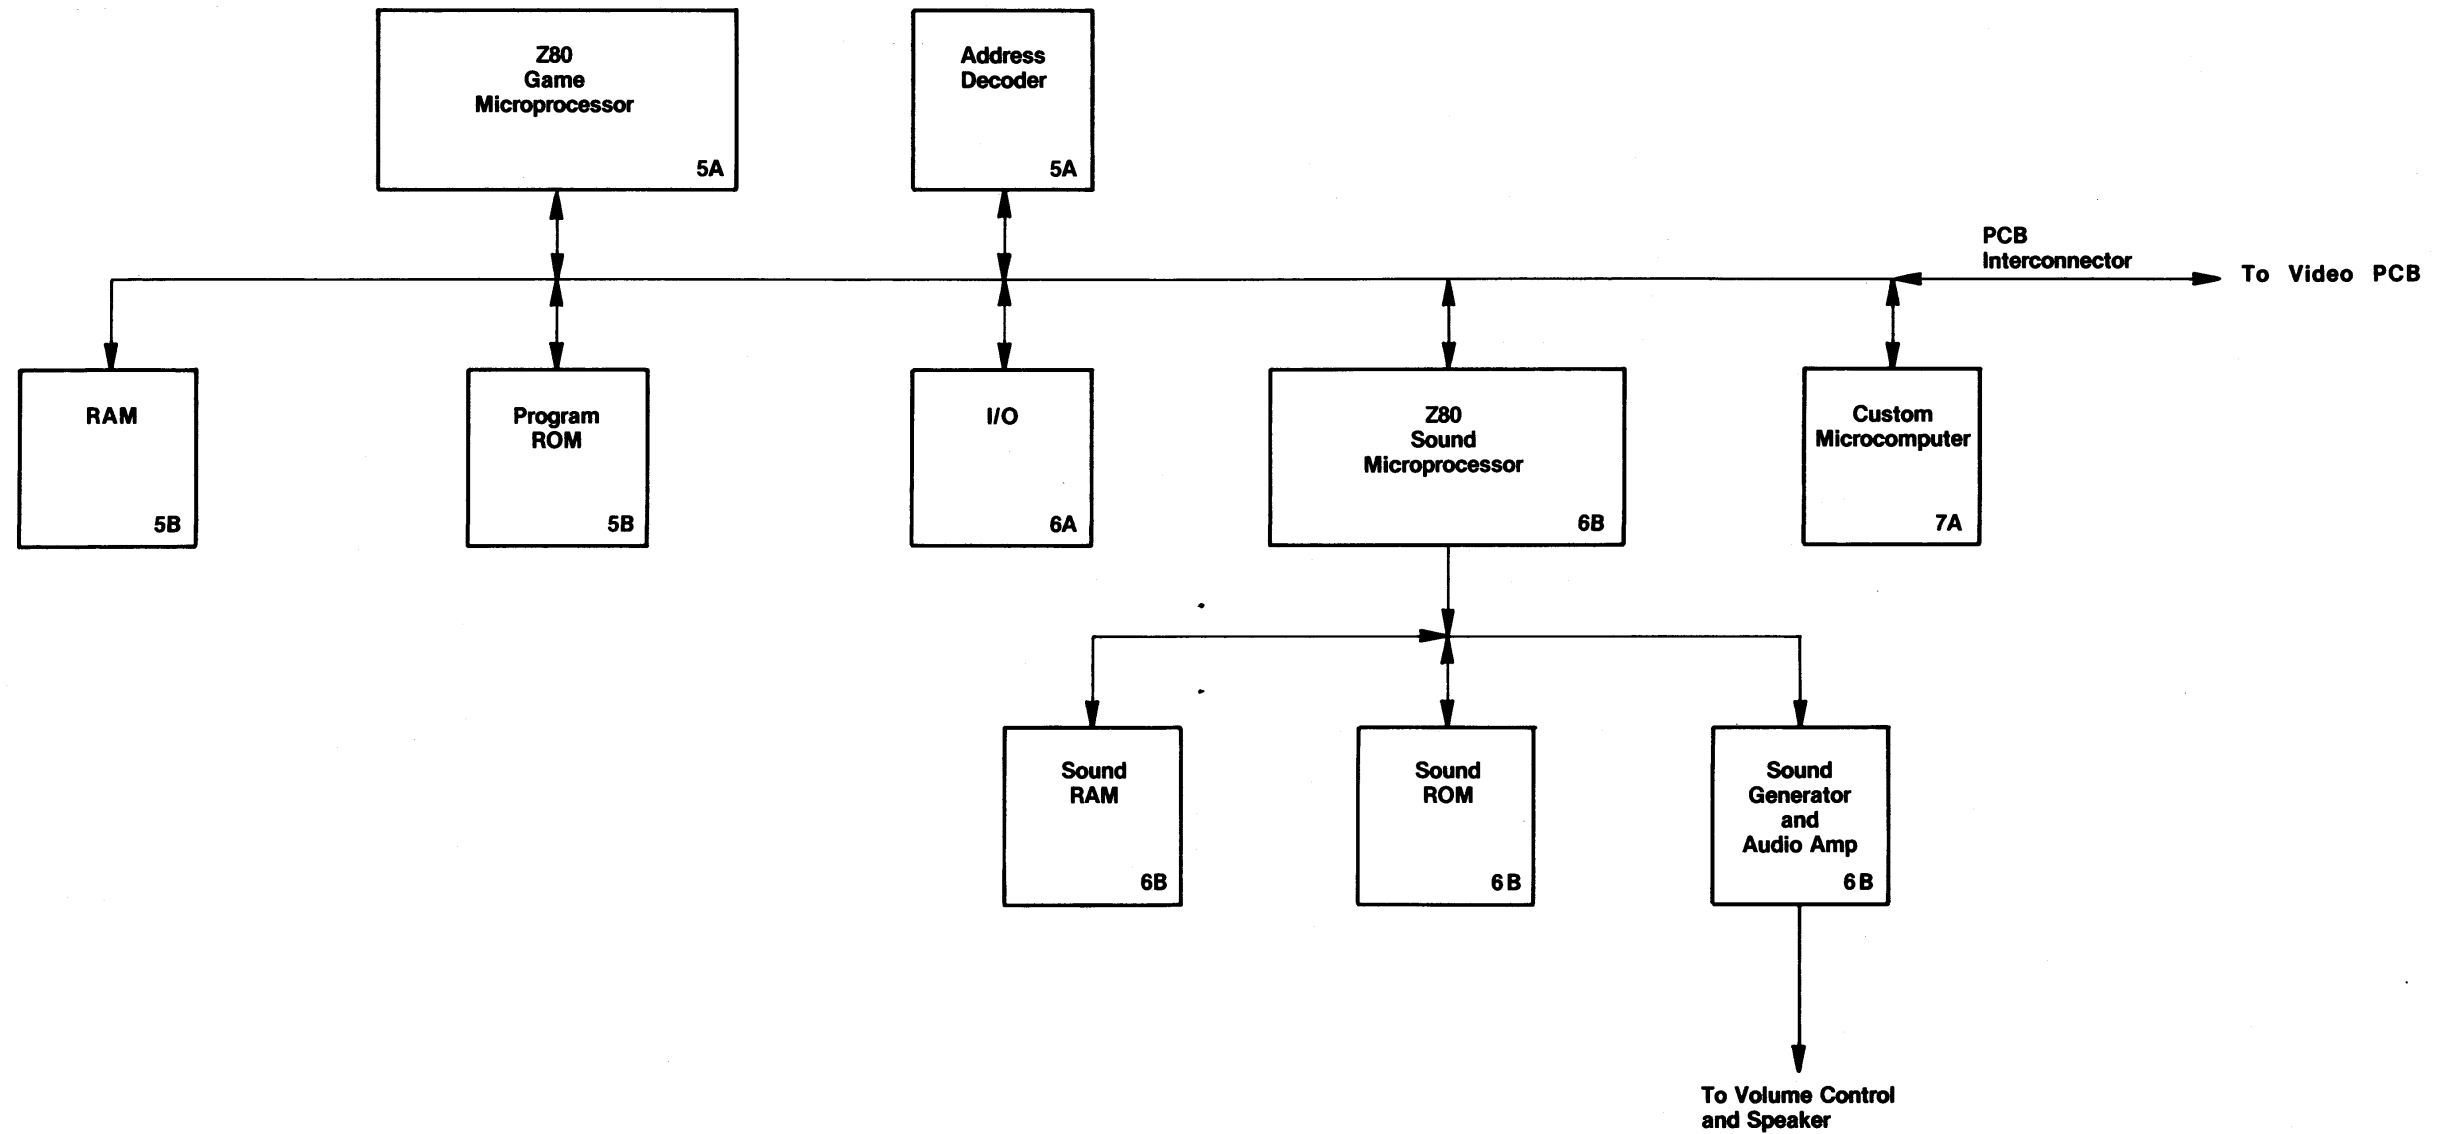 Z80
Game
Microprocessor
5A
Address
Decoder
5A
PCB
Interconnector
To Video PCB
RAM
5B
Program
ROM
5B
I/O
6A
Z80
Sound
Microprocessor
6B
Custom
Microcomputer
7A
Sound
RAM
6B
Sound
ROM
6B
Sound
Generator
and
Audio Amp
6B
To Volume Control
and Speaker